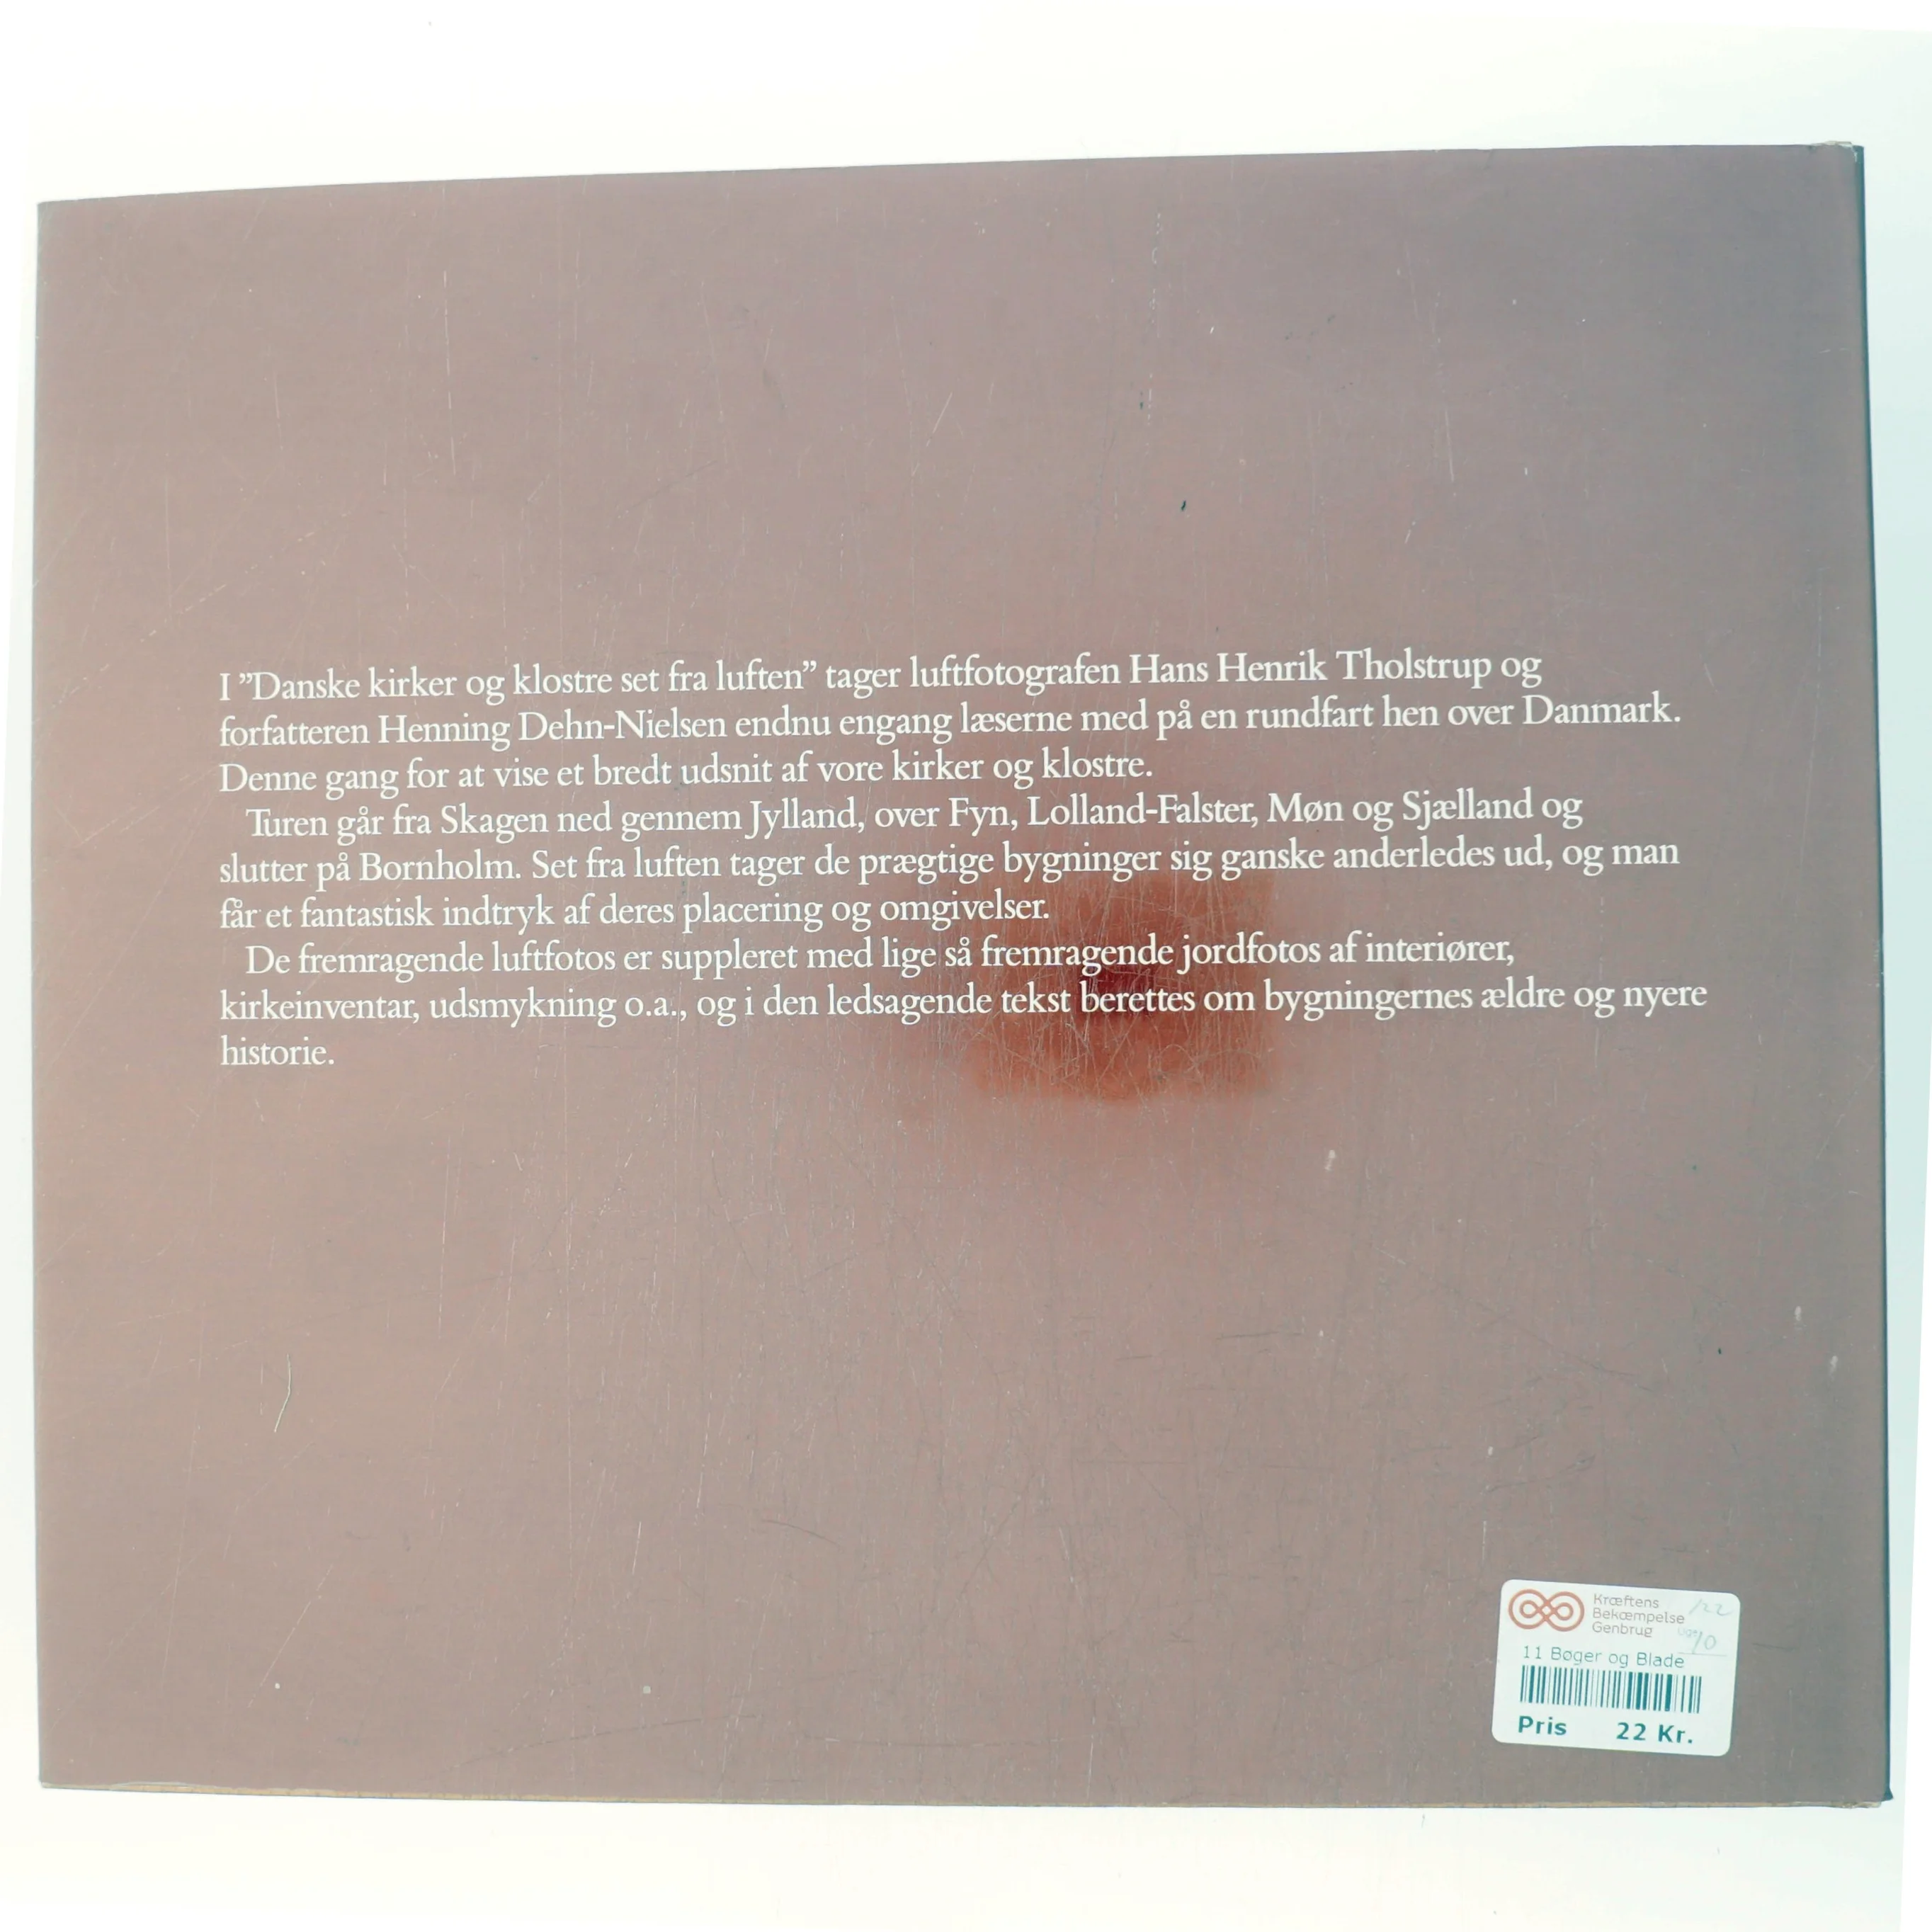 I ”Danske kirker og klostre set fra luften” tager luftfotografen Hans Henrik Tholstrup og
forfatteren Henning Dehn-Nielsen endnu engang læserne med på en rundfart hen over Danmark.
Denne gang for at vise et bredt udsnit af vore kirker og klostre.
Turen går fra Skagen ned gennem Jylland, over Fyn, Lolland-Falster, Møn og Sjælland og
slutter på Bornholm. Set fra luften tager de prægtige bygninger sig ganske anderledes ud, og man
får et fantastisk indtryk af deres placering og omgivelser.
De fremragende luftfotos er suppleret med lige så fremragende jordfotos af interiører,
kirkeinventar, udsmykning o.a., og i den ledsagende tekst berettes om bygningernes ældre og nyere
historie.
Kræftens
Bekæmpelse
Genbrug
11 Bøger og Blade
Pris 22 Kr.